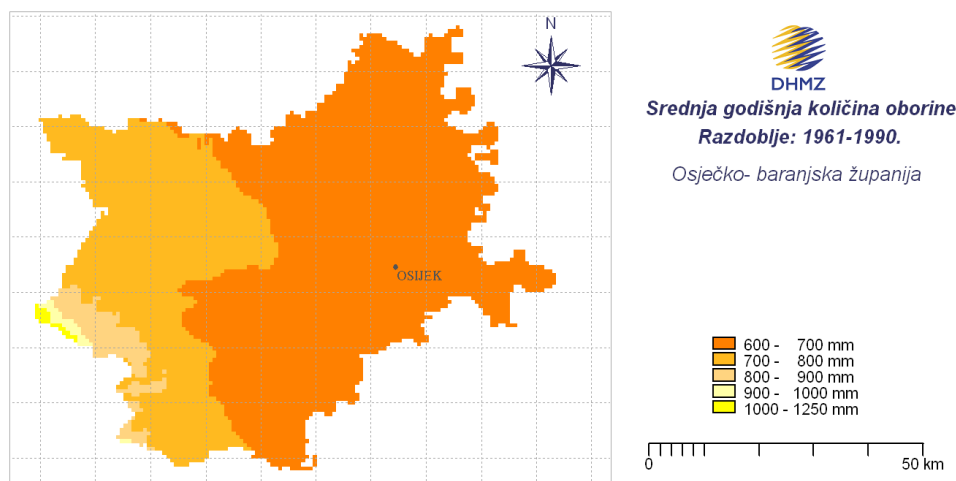 N
DHMZ
Srednja godišnja količina oborine
Razdoblje: 1961-1990.
Osječko- baranjska županija
OSIJEK
600 - 700 mm
700 - 800 mm
800 - 900 mm
900 - 1000 mm
1000 - 1250 mm
0 50 km